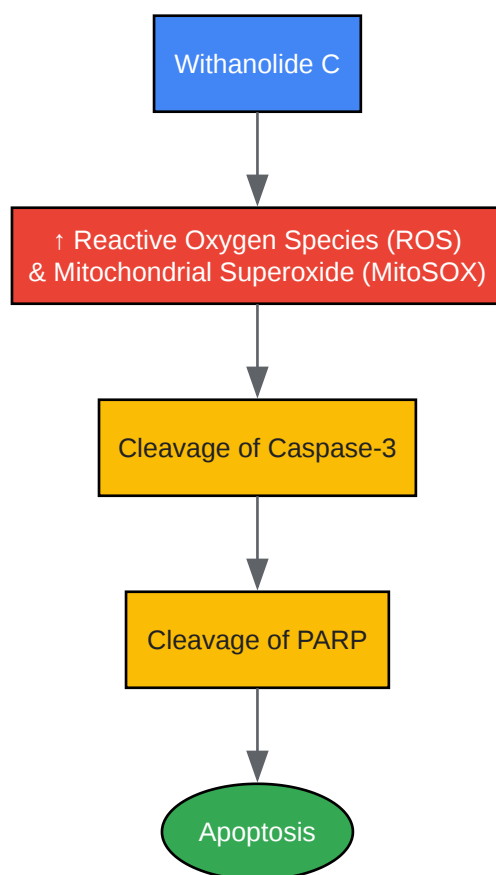 Withanolide C
↑ Reactive Oxygen Species (ROS)
& Mitochondrial Superoxide (MitoSOX)
Cleavage of Caspase-3
Cleavage of PARP
Apoptosis